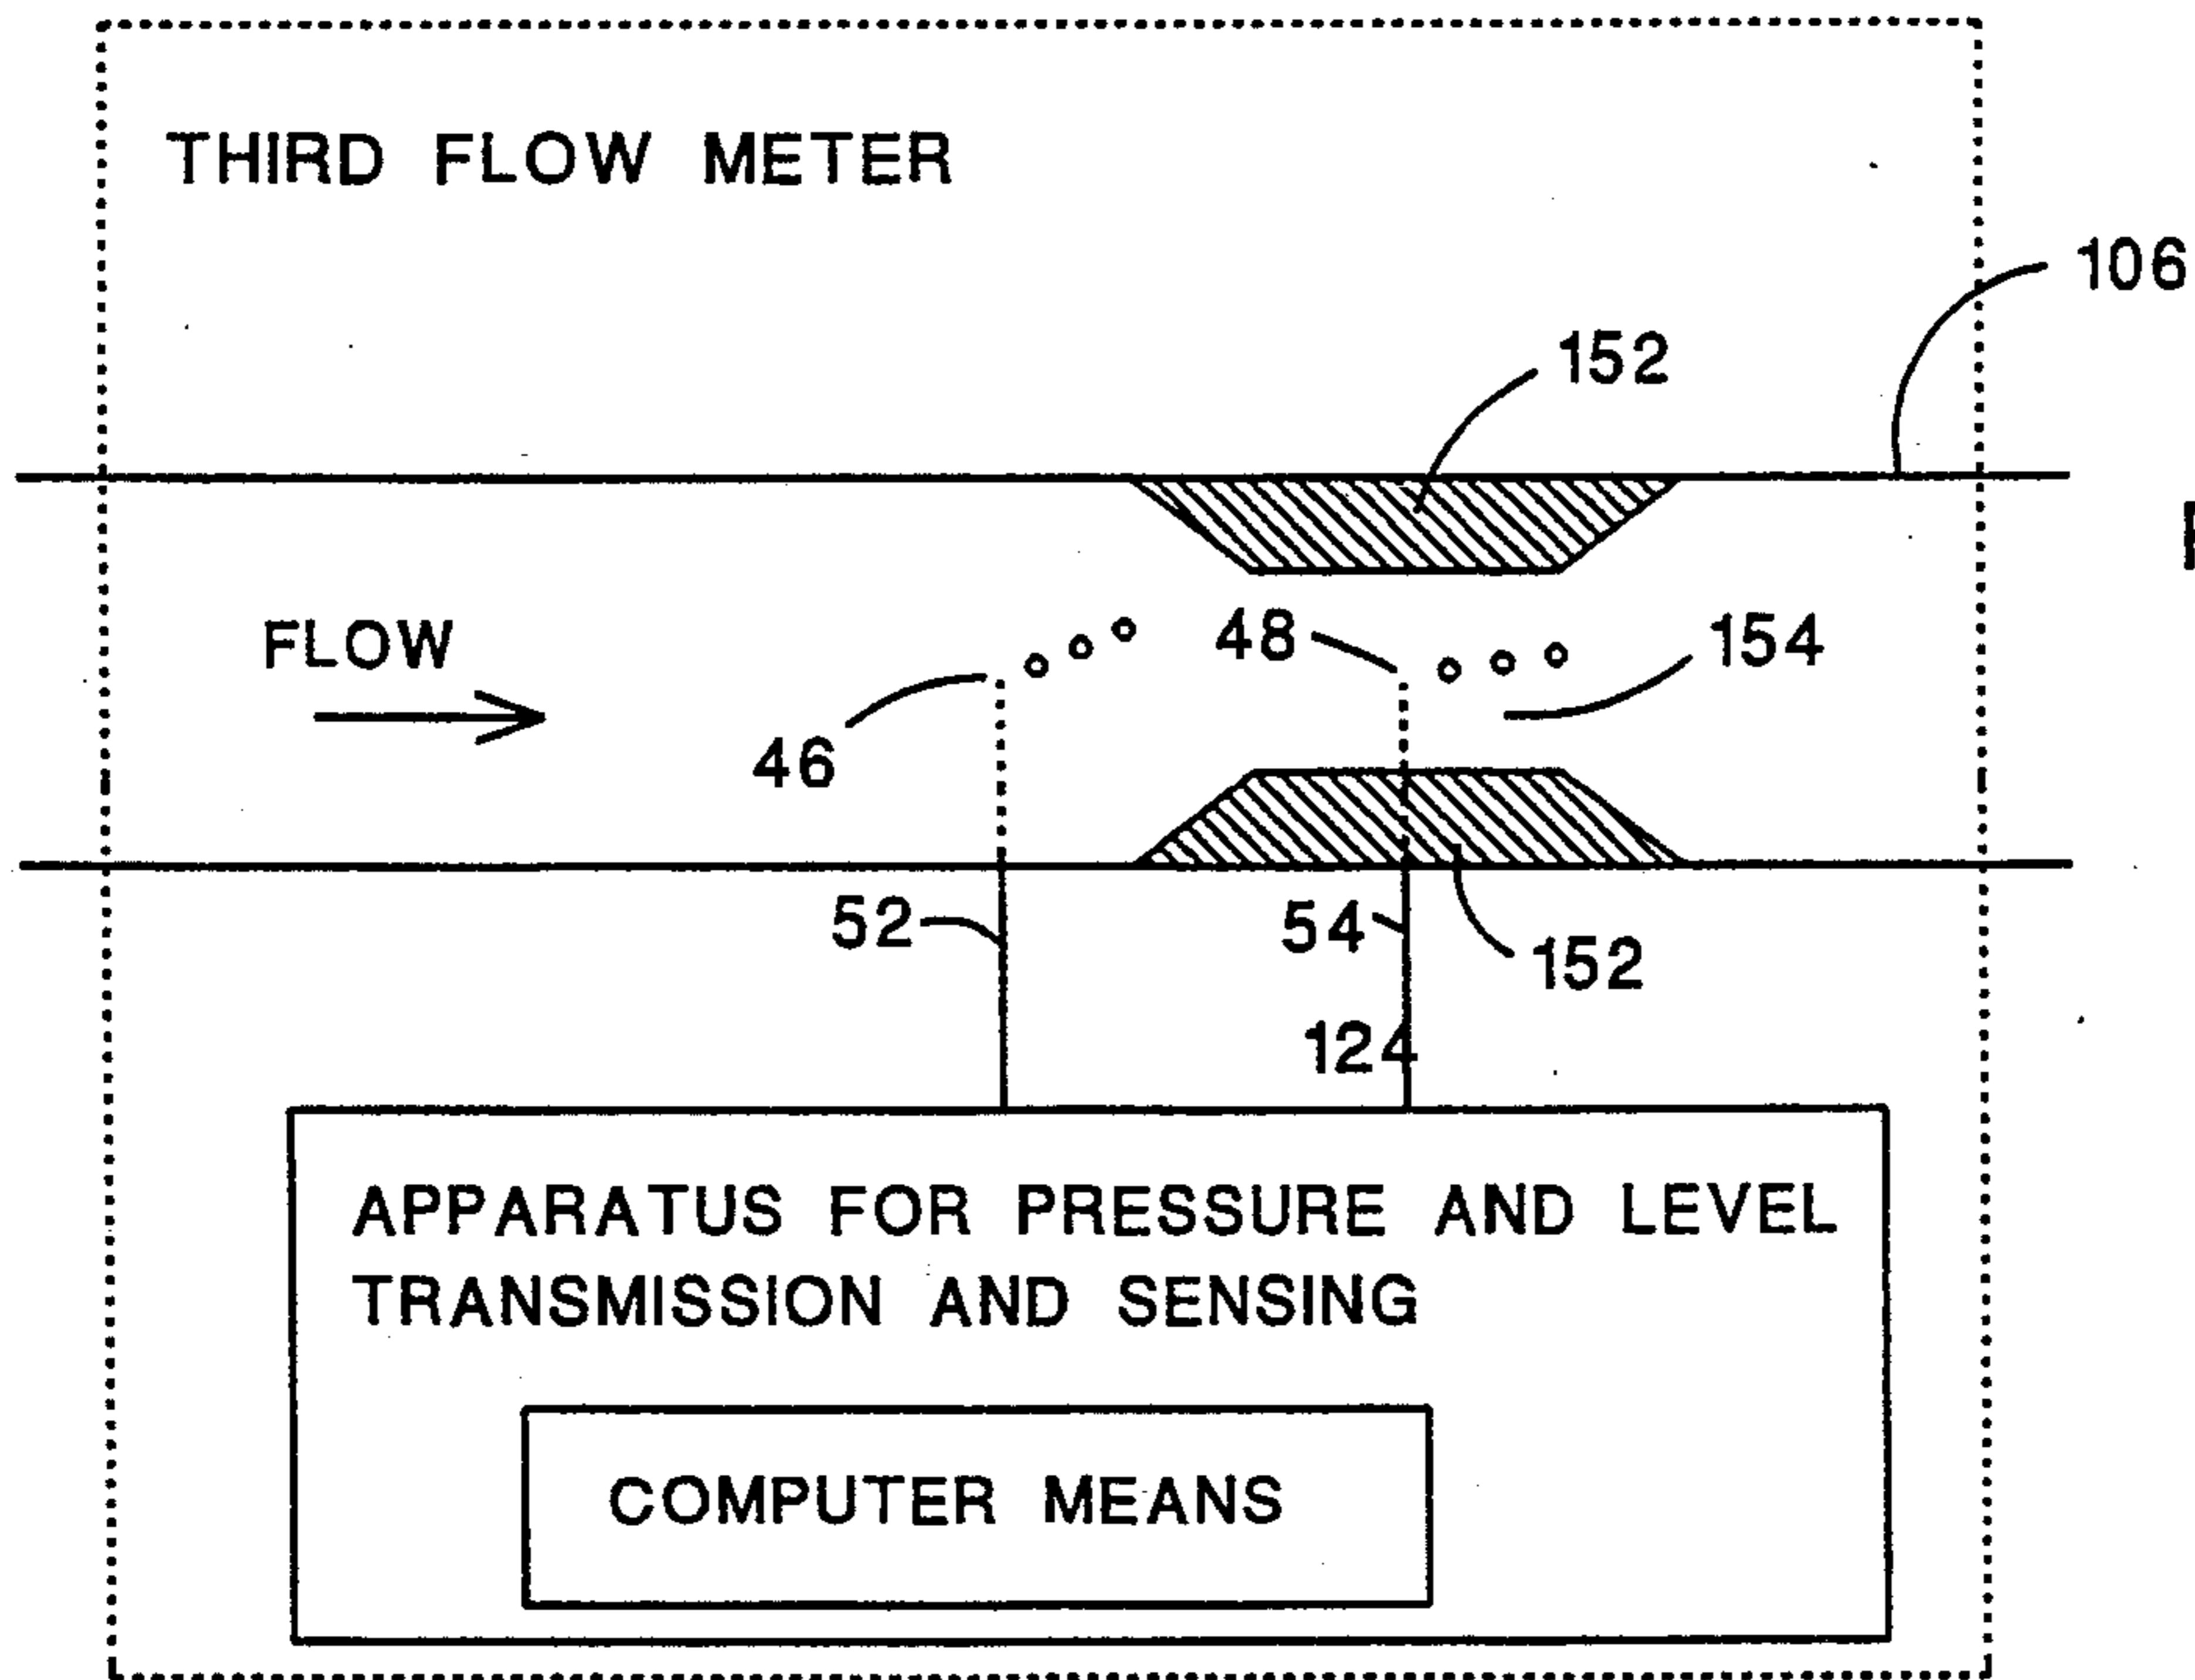 THIRD FLOW METER
106
152
FLOW
46
48
154
52
54
152
124
APPARATUS FOR PRESSURE AND LEVEL
TRANSMISSION AND SENSING
COMPUTER MEANS